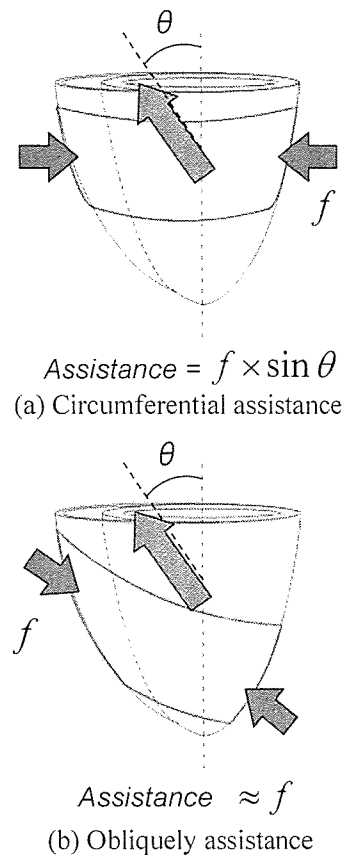 θ
f
Assistance = f × sin θ
(a) Circumferential assistance
θ
f
f
Assistance ≈ f
(b) Obliquely assistance